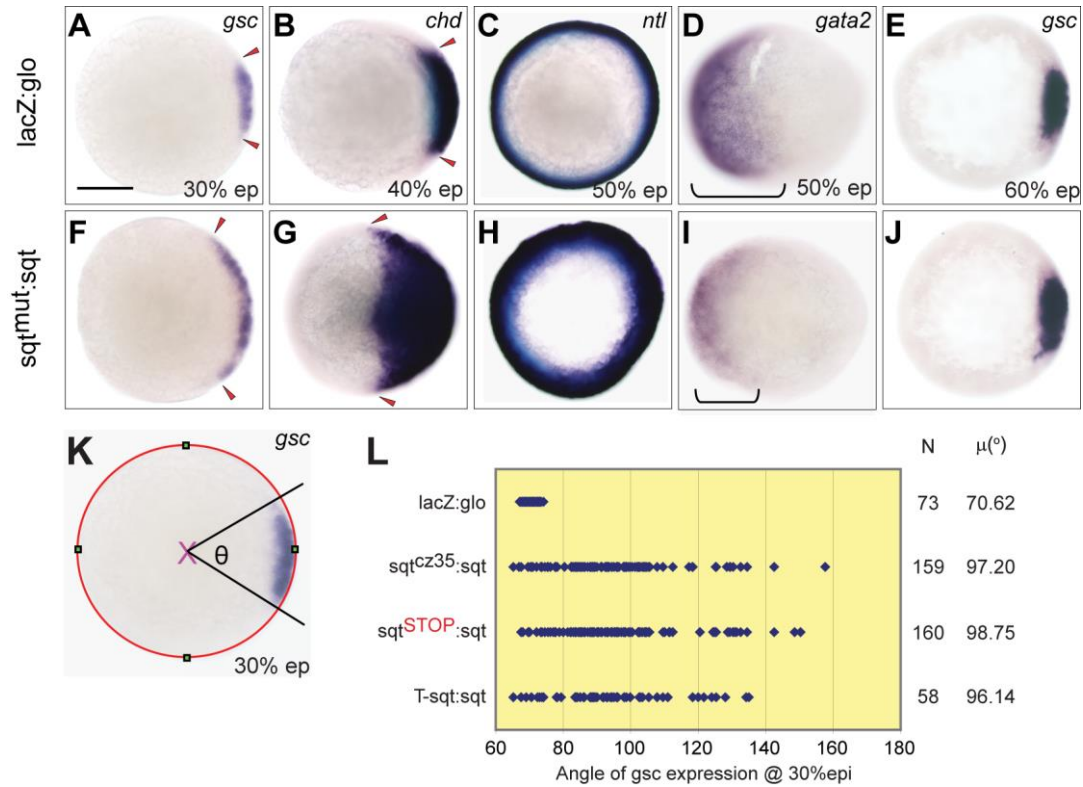 A gsc B chd C ntl D gata2 E gsc
lacZ:glo
30% ep 40% ep 50% ep 50% ep 60% ep
F G H I J
sqtmut:sqt
K gsc
X θ
30% ep
L N μ(°)
lacZ:glo 73 70.62
sqtcz35:sqt 159 97.20
sqtSTOP:sqt 160 98.75
T-sqt:sqt 58 96.14
60 80 100 120 140 160 180
Angle of gsc expression @ 30%epi